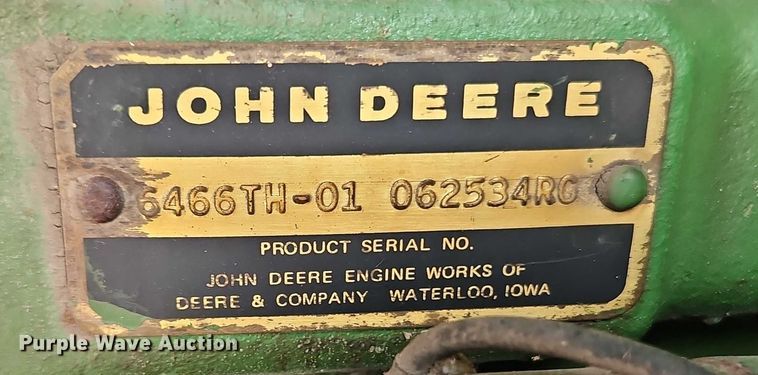 JOHN DEERE
6466TH-01 062534RG
PRODUCT SERIAL NO.
JOHN DEERE ENGINE WORKS OF
DEERE & COMPANY WATERLOO, IOWA
Purple Wave Auction